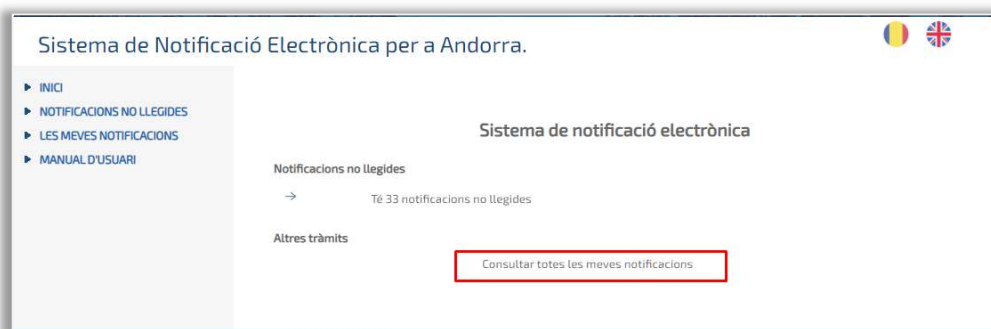 Sistema de Notificació Electrònica per a Andorra.
INICI
NOTIFICACIONS NO LLEGIDES
LES MEVES NOTIFICACIONS
MANUAL D'USUARI
Sistema de notificació electrònica
Notificacions no llegides
Té 33 notificacions no llegides
Altres tràmits
Consultar totes les meves notificacions